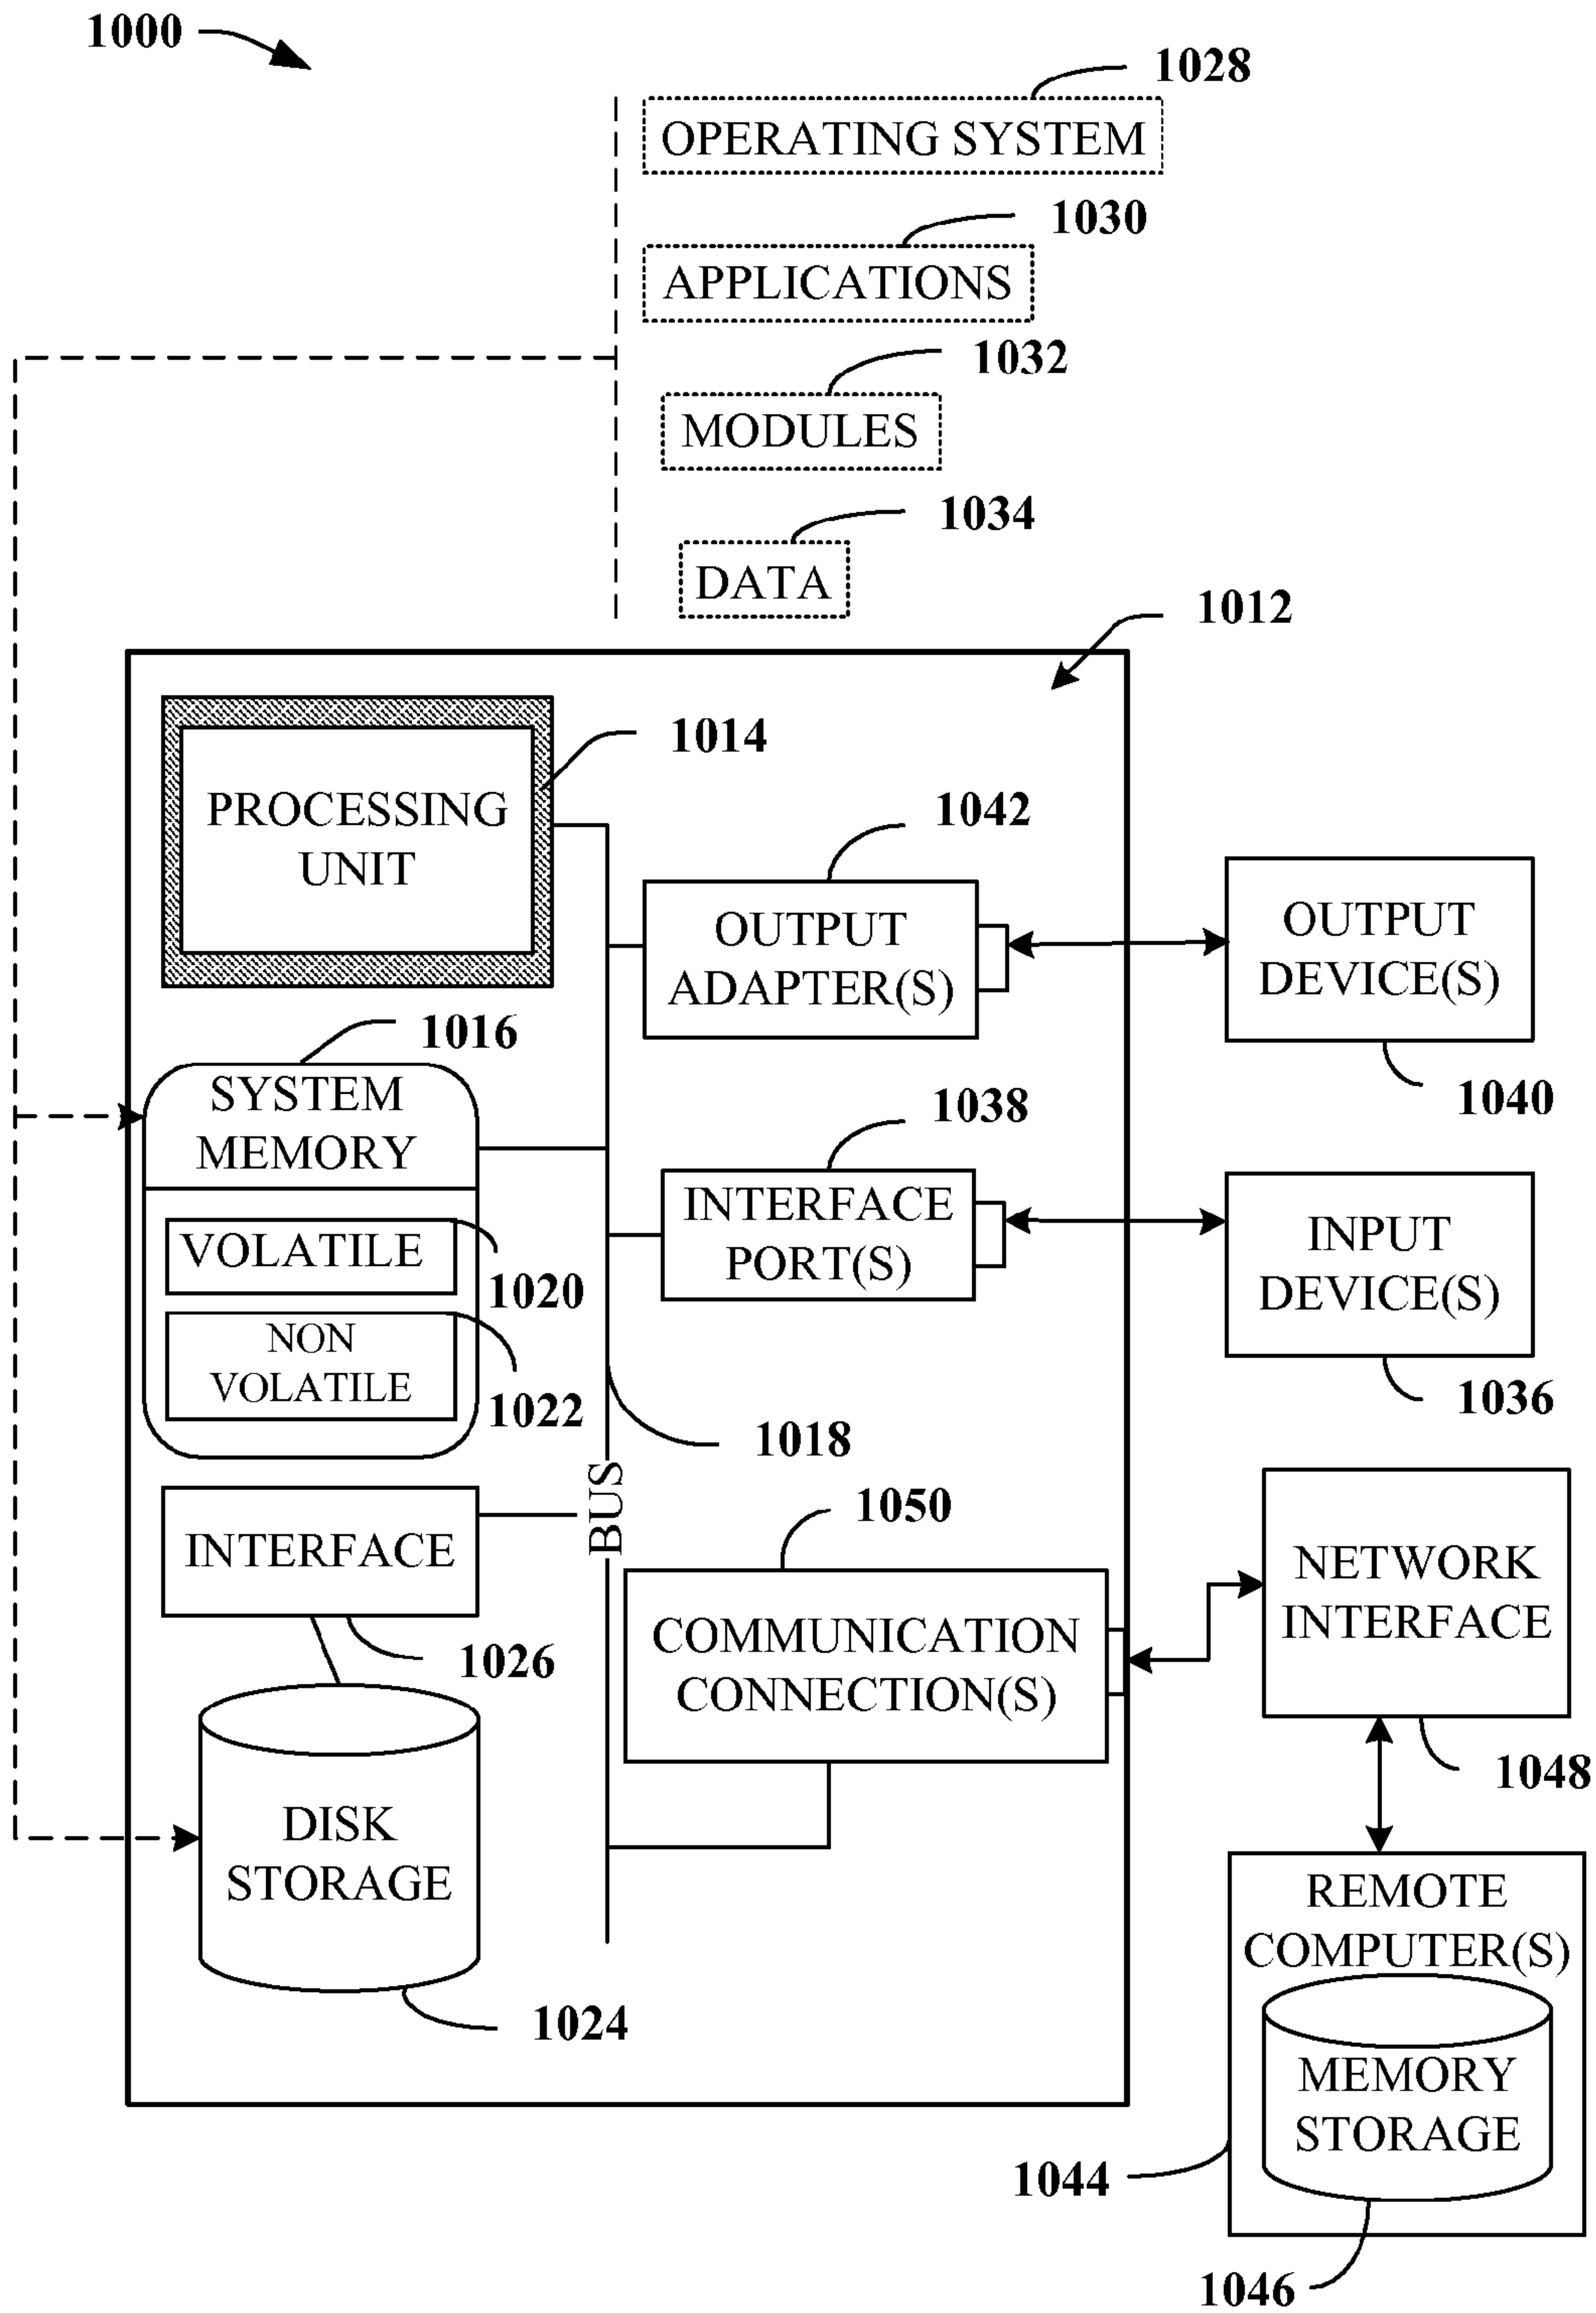 1000
1028
OPERATING SYSTEM
1030
APPLICATIONS
1032
MODULES
1034
DATA
1012
1014
PROCESSING
UNIT
1042
OUTPUT
ADAPTER(S)
OUTPUT
DEVICE(S)
1040
1016
SYSTEM
MEMORY
VOLATILE
1020
NON
VOLATILE
1022
1038
INTERFACE
PORT(S)
INPUT
DEVICE(S)
1036
1018
BUS
INTERFACE
1026
1050
COMMUNICATION
CONNECTION(S)
NETWORK
INTERFACE
1048
DISK
STORAGE
1024
REMOTE
COMPUTER(S)
MEMORY
STORAGE
1044
1046